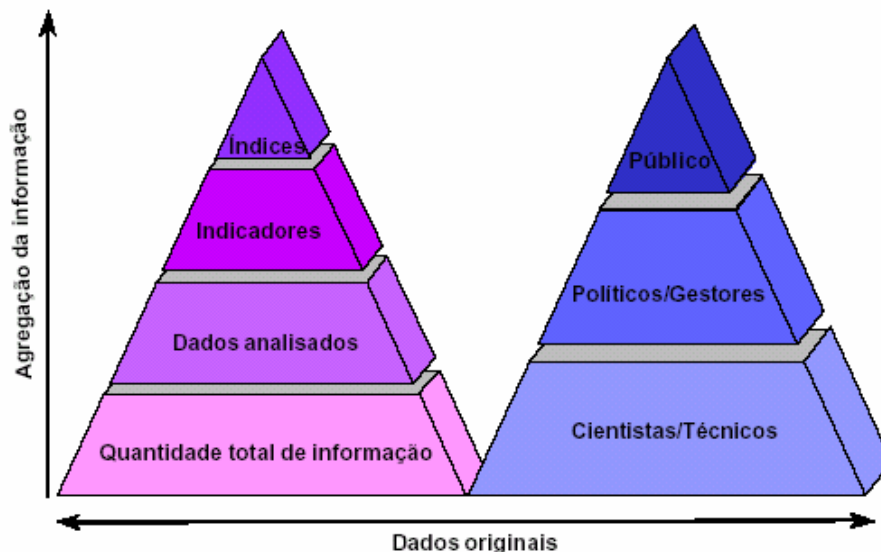 Agregação da informação
Índices
Indicadores
Dados analisados
Quantidade total de informação
Público
Políticos/Gestores
Cientistas/Técnicos
Dados originais